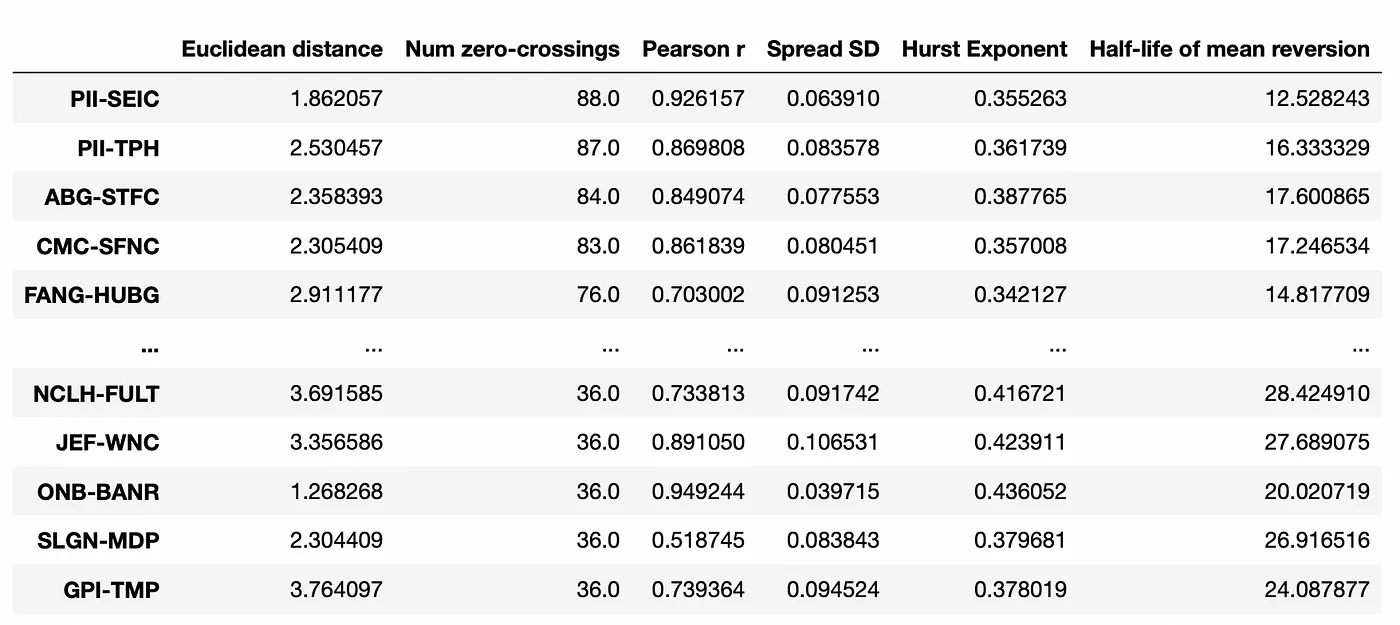 Euclidean distance Num zero-crossings Pearson r Spread SD Hurst Exponent Half-life of mean reversion
PII-SEIC 1.862057 88.0 0.926157 0.063910 0.355263 12.528243
PII-TPH 2.530457 87.0 0.869808 0.083578 0.361739 16.333329
ABG-STFC 2.358393 84.0 0.849074 0.077553 0.387765 17.600865
CMC-SFNC 2.305409 83.0 0.861839 0.080451 0.357008 17.246534
FANG-HUBG 2.911177 76.0 0.703002 0.091253 0.342127 14.817709
... ... ... ... ... ... ...
NCLH-FULT 3.691585 36.0 0.733813 0.091742 0.416721 28.424910
JEF-WNC 3.356586 36.0 0.891050 0.106531 0.423911 27.689075
ONB-BANR 1.268268 36.0 0.949244 0.039715 0.436052 20.020719
SLGN-MDP 2.304409 36.0 0.518745 0.083843 0.379681 26.916516
GPI-TMP 3.764097 36.0 0.739364 0.094524 0.378019 24.087877